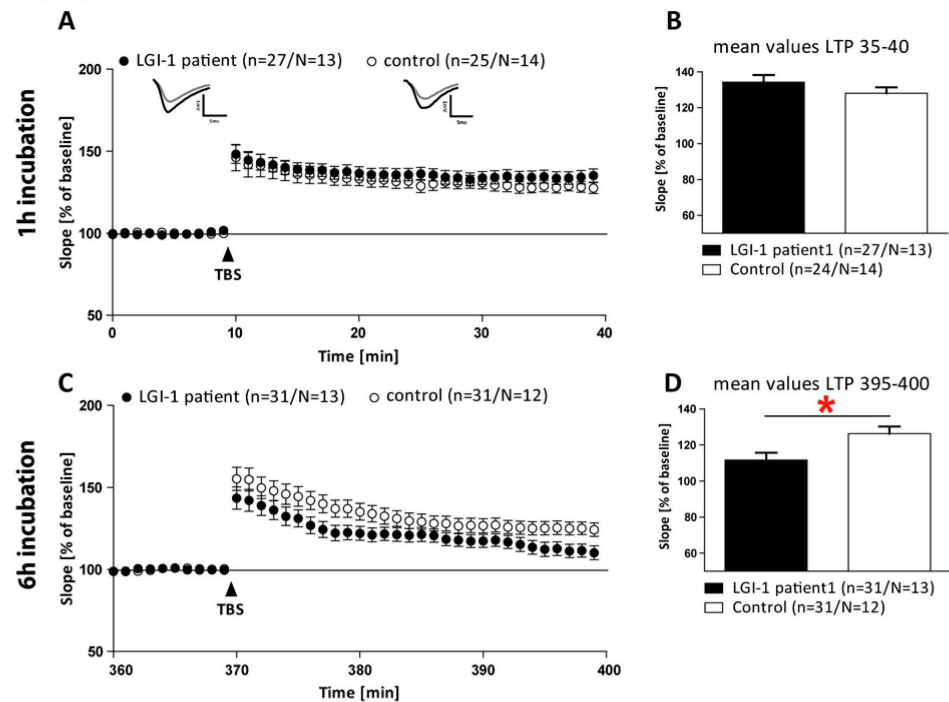 A
1h incubation
LGI-1 patient (n=27/N=13)
control (n=25/N=14)
200
150
100
50
Slope [% of baseline]
1mV
5ms
1mV
5ms
TBS
0
10
20
30
40
Time [min]
B
mean values LTP 35-40
140
120
100
80
60
Slope [% of baseline]
LGI-1 patient1 (n=27/N=13)
Control (n=24/N=14)
C
6h incubation
LGI-1 patient (n=31/N=13)
control (n=31/N=12)
200
150
100
50
Slope [% of baseline]
TBS
360
370
380
390
400
Time [min]
D
mean values LTP 395-400
*
140
120
100
80
60
Slope [% of baseline]
LGI-1 patient1 (n=31/N=13)
Control (n=31/N=12)